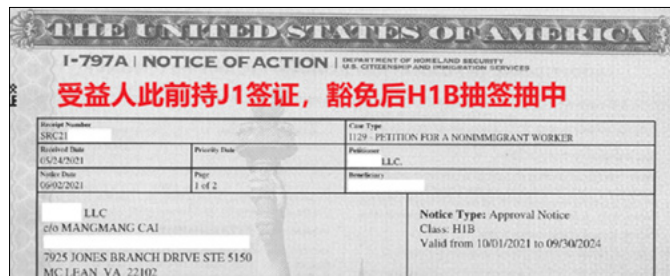 THE UNITED STATES OF AMERICA
I-797A | NOTICE OF ACTION | DEPARTMENT OF HOMELAND SECURITY
U.S. CITIZENSHIP AND IMMIGRATION SERVICES
受益人此前持J1签证，豁免后H1B抽签抽中
Receipt Number
SRC21
Case Type
I129 - PETITION FOR A NONIMMIGRANT WORKER
Received Date
05/24/2021
Priority Date
Petitioner
LLC.
Notice Date
06/02/2021
Page
1 of 2
Beneficiary
LLC
c/o MANGMANG CAI
7925 JONES BRANCH DRIVE STE 5150
MC LEAN VA 22102
Notice Type: Approval Notice
Class: H1B
Valid from 10/01/2021 to 09/30/2024